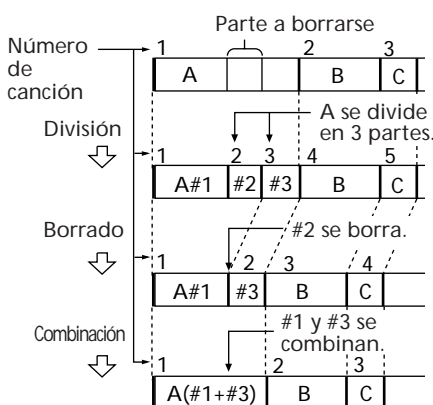 Parte a borrarse
Número de canción
1 2 3
A B C
División
A se divide en 3 partes.
1 2 3 4 5
A#1 #2 #3 B C
Borrado
#2 se borra.
1 2 3 4
A#1 #3 B C
Combinación
#1 y #3 se combinan.
1 2 3
A(#1+#3) B C